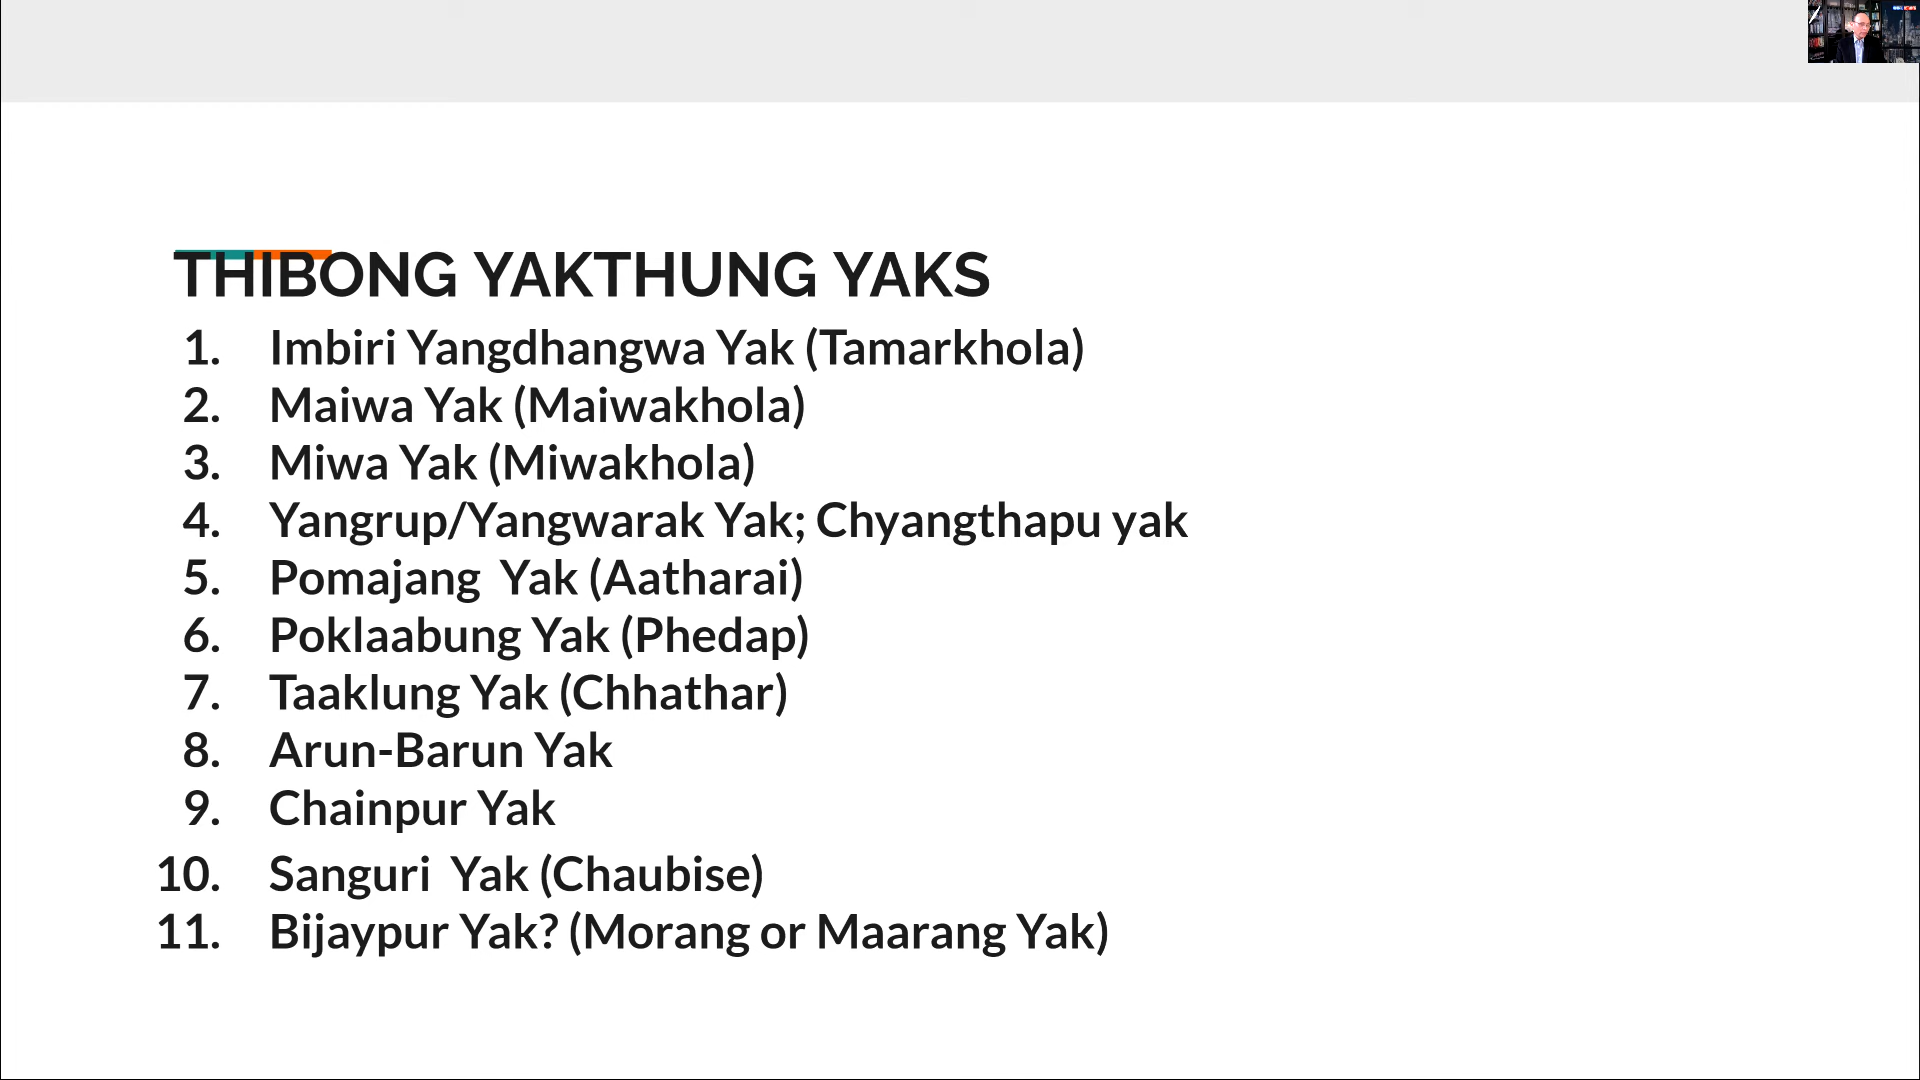 THIBONG YAKTHUNG YAKS
1. Imbiri Yangdhangwa Yak (Tamarkhola)
2. Maiwa Yak (Maiwakhola)
3. Miwa Yak (Miwakhola)
4. Yangrup/Yangwarak Yak; Chyangthapu yak
5. Pomajang  Yak (Aatharai)
6. Poklaabung Yak (Phedap)
7. Taaklung Yak (Chhathar)
8. Arun-Barun Yak
9. Chainpur Yak
10. Sanguri  Yak (Chaubise)
11. Bijaypur Yak? (Morang or Maarang Yak)